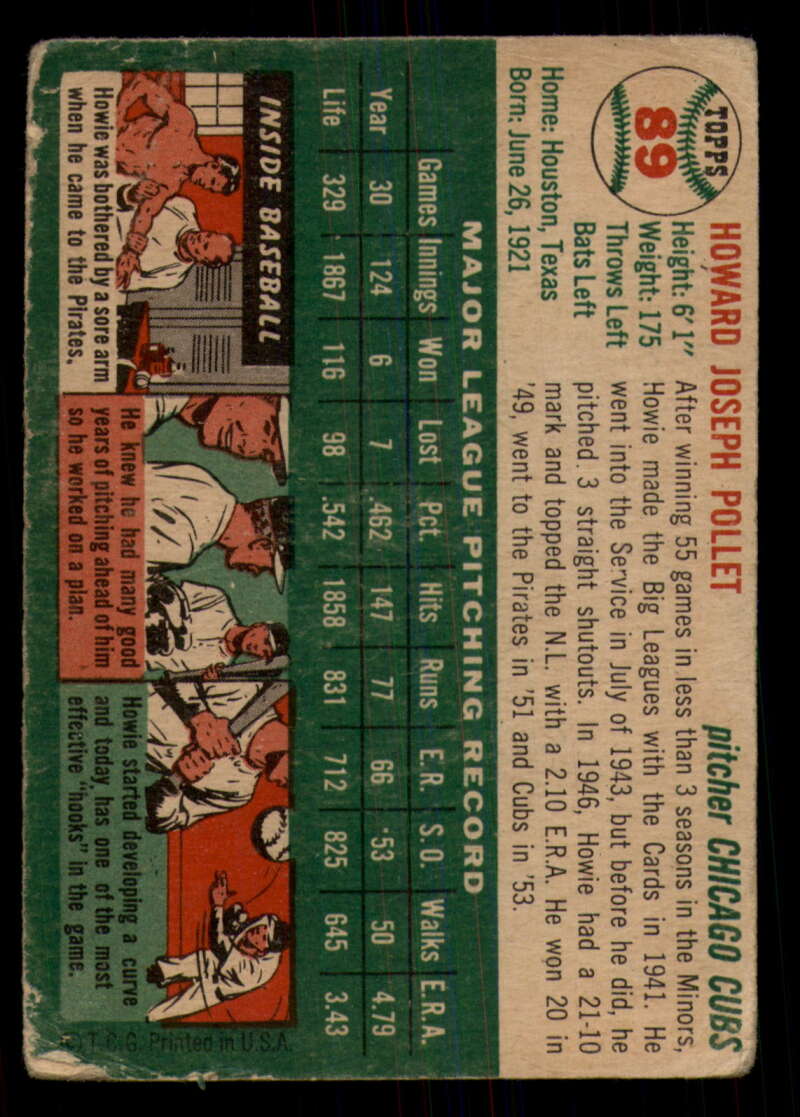 TOPPS
89
HOWARD JOSEPH POLLET
pitcher CHICAGO CUBS
Height: 6'1"
Weight: 175
Throws Left
Bats Left
Home: Houston, Texas
Born: June 26, 1921
After winning 55 games in less than 3 seasons in the Minors,
Howie made the Big Leagues with the Cards in 1941. He
went into the Service in July of 1943, but before he did, he
pitched 3 straight shutouts. In 1946, Howie had a 21-10
mark and topped the N.L. with a 2.10 E.R.A. He won 20 in
'49, went to the Pirates in '51 and Cubs in '53.
MAJOR LEAGUE PITCHING RECORD
Games Innings Won Lost Pct. Hits Runs E.R. S.O. Walks E.R.A.
Year 30 124 6 7 .462 147 77 66 53 50 4.79
Life 329 1867 116 98 .542 1858 831 712 825 645 3.43
INSIDE BASEBALL
Howie was bothered by a sore arm
when he came to the Pirates.
He knew he had many good
years of pitching ahead of him
so he worked on a plan.
Howie started developing a curve
and today has one of the most
effective "hooks" in the game.
© T.C.G. Printed in U.S.A.